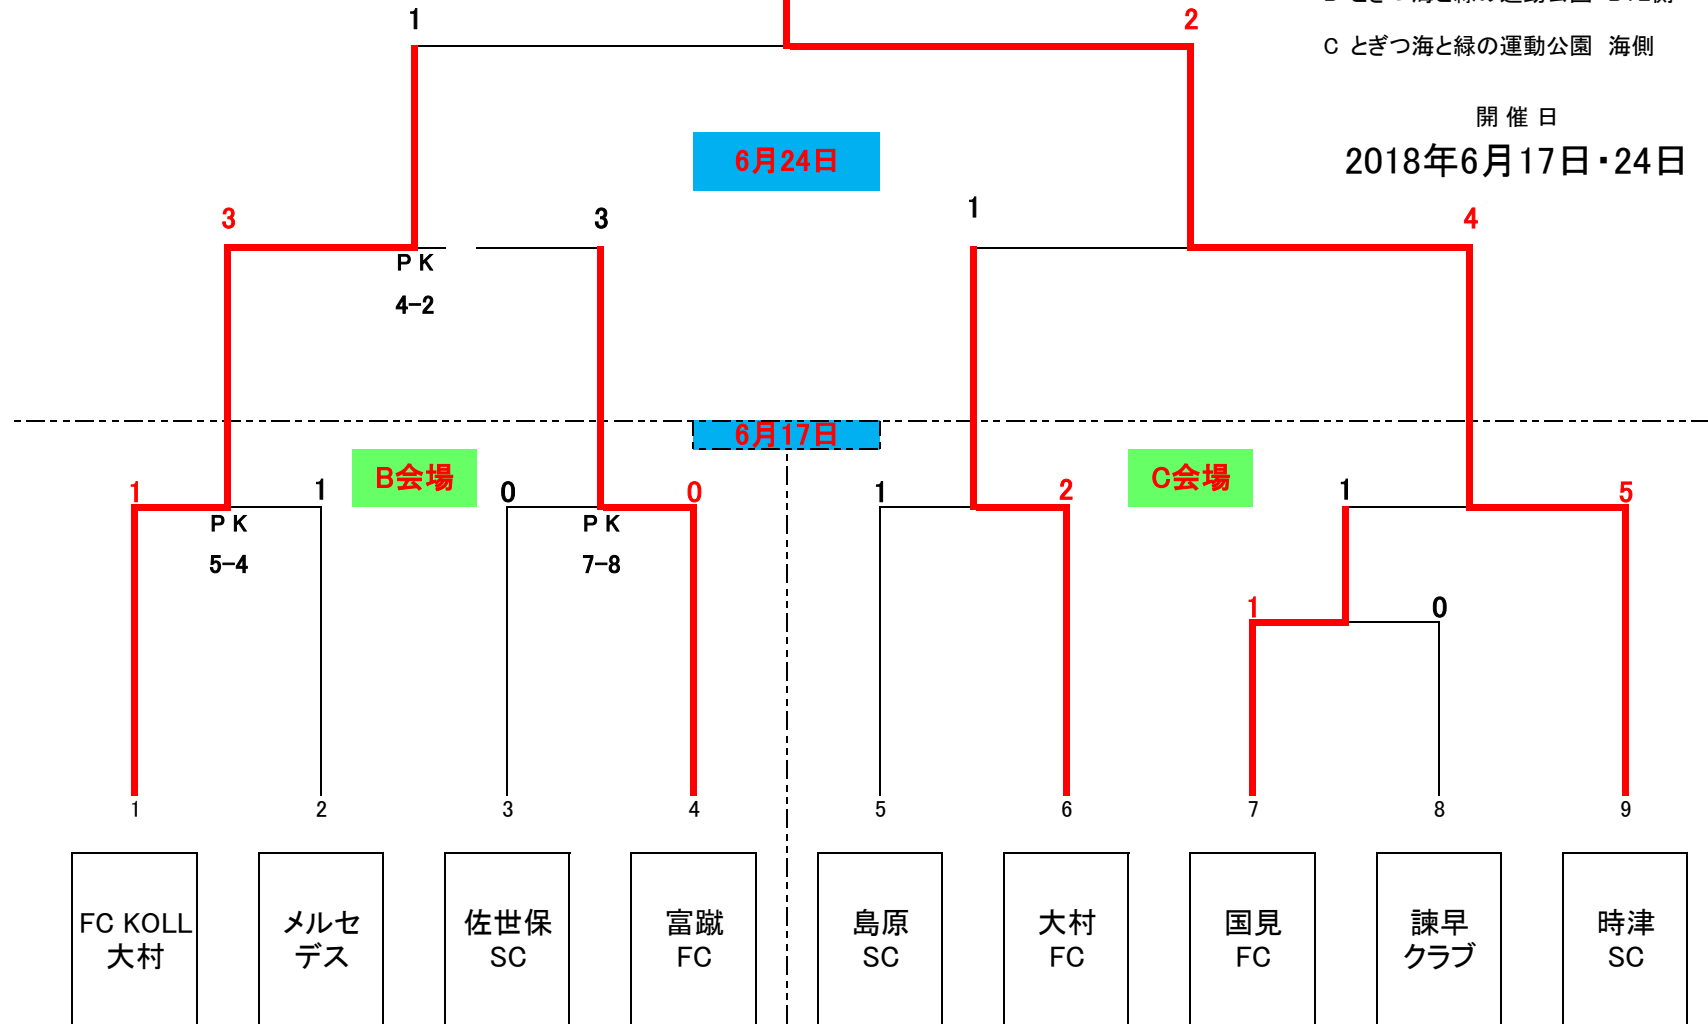 1
2
C とぎつ海と緑の運動公園 海側
開 催 日
6月24日
2018年6月17日・24日
3
3
1
4
P K
4-2
6月17日
B会場
C会場
1
1
0
0
1
2
1
5
P K
P K
5-4
7-8
1
0
1
2
3
4
5
6
7
8
9
FC KOLL
大村
メルセ
デス
佐世保
SC
富蹴
FC
島原
SC
大村
FC
国見
FC
諫早
クラブ
時津
SC